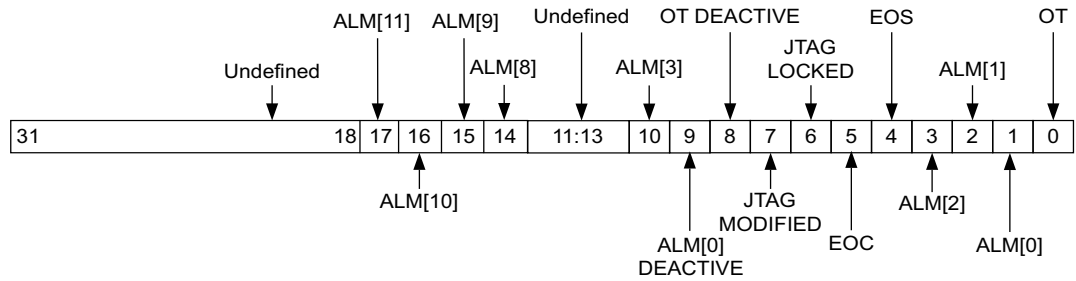 Undefined OT DEACTIVE EOS OT
ALM[11] ALM[9]
JTAG
LOCKED
Undefined ALM[8] ALM[3] ALM[1]
31 18 17 16 15 14 11:13 10 9 8 7 6 5 4 3 2 1 0
ALM[10] JTAG
MODIFIED
ALM[2]
ALM[0]
DEACTIVE
EOC ALM[0]